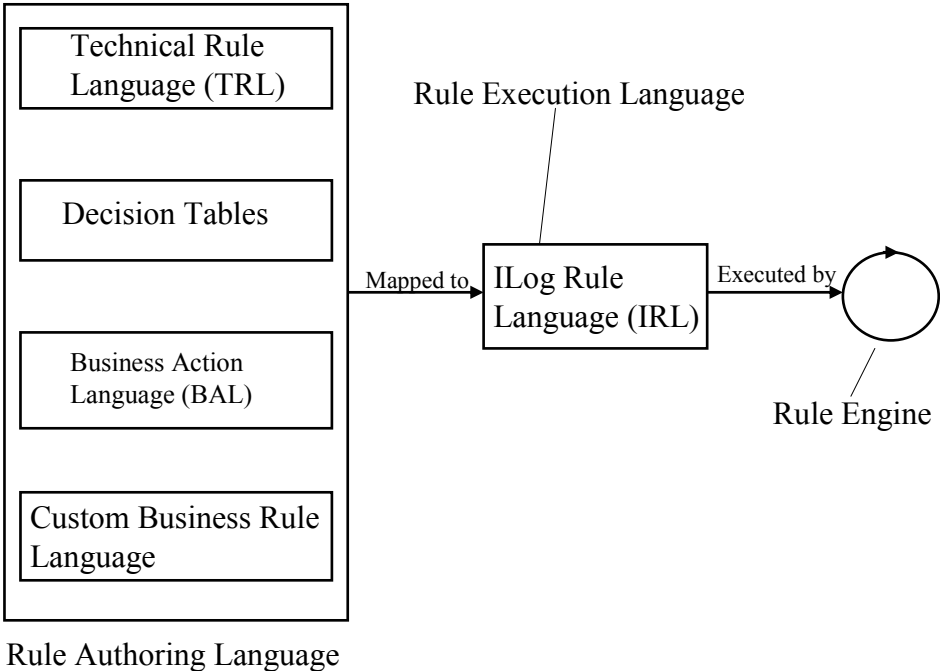 Technical Rule
Language (TRL)
Decision Tables
Business Action
Language (BAL)
Custom Business Rule
Language
Rule Authoring Language
Mapped to
Rule Execution Language
ILog Rule
Language (IRL)
Executed by
Rule Engine